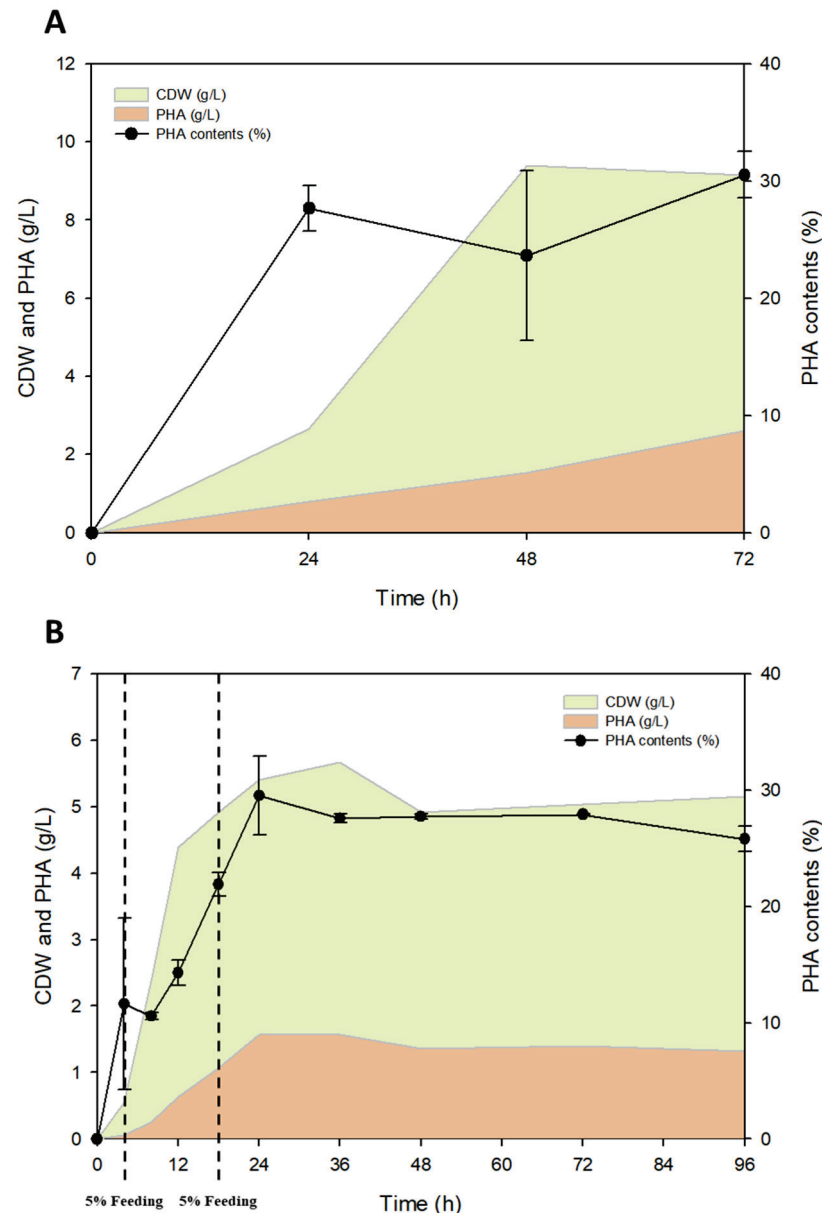 A
CDW (g/L)
PHA (g/L)
PHA contents (%)
CDW and PHA (g/L)
12
10
8
6
4
2
0
PHA contents (%)
40
30
20
10
0
0 24 48 72
Time (h)
B
CDW (g/L)
PHA (g/L)
PHA contents (%)
CDW and PHA (g/L)
7
6
5
4
3
2
1
0
PHA contents (%)
40
30
20
10
0
0 12 24 36 48 60 72 84 96
5% Feeding 5% Feeding
Time (h)